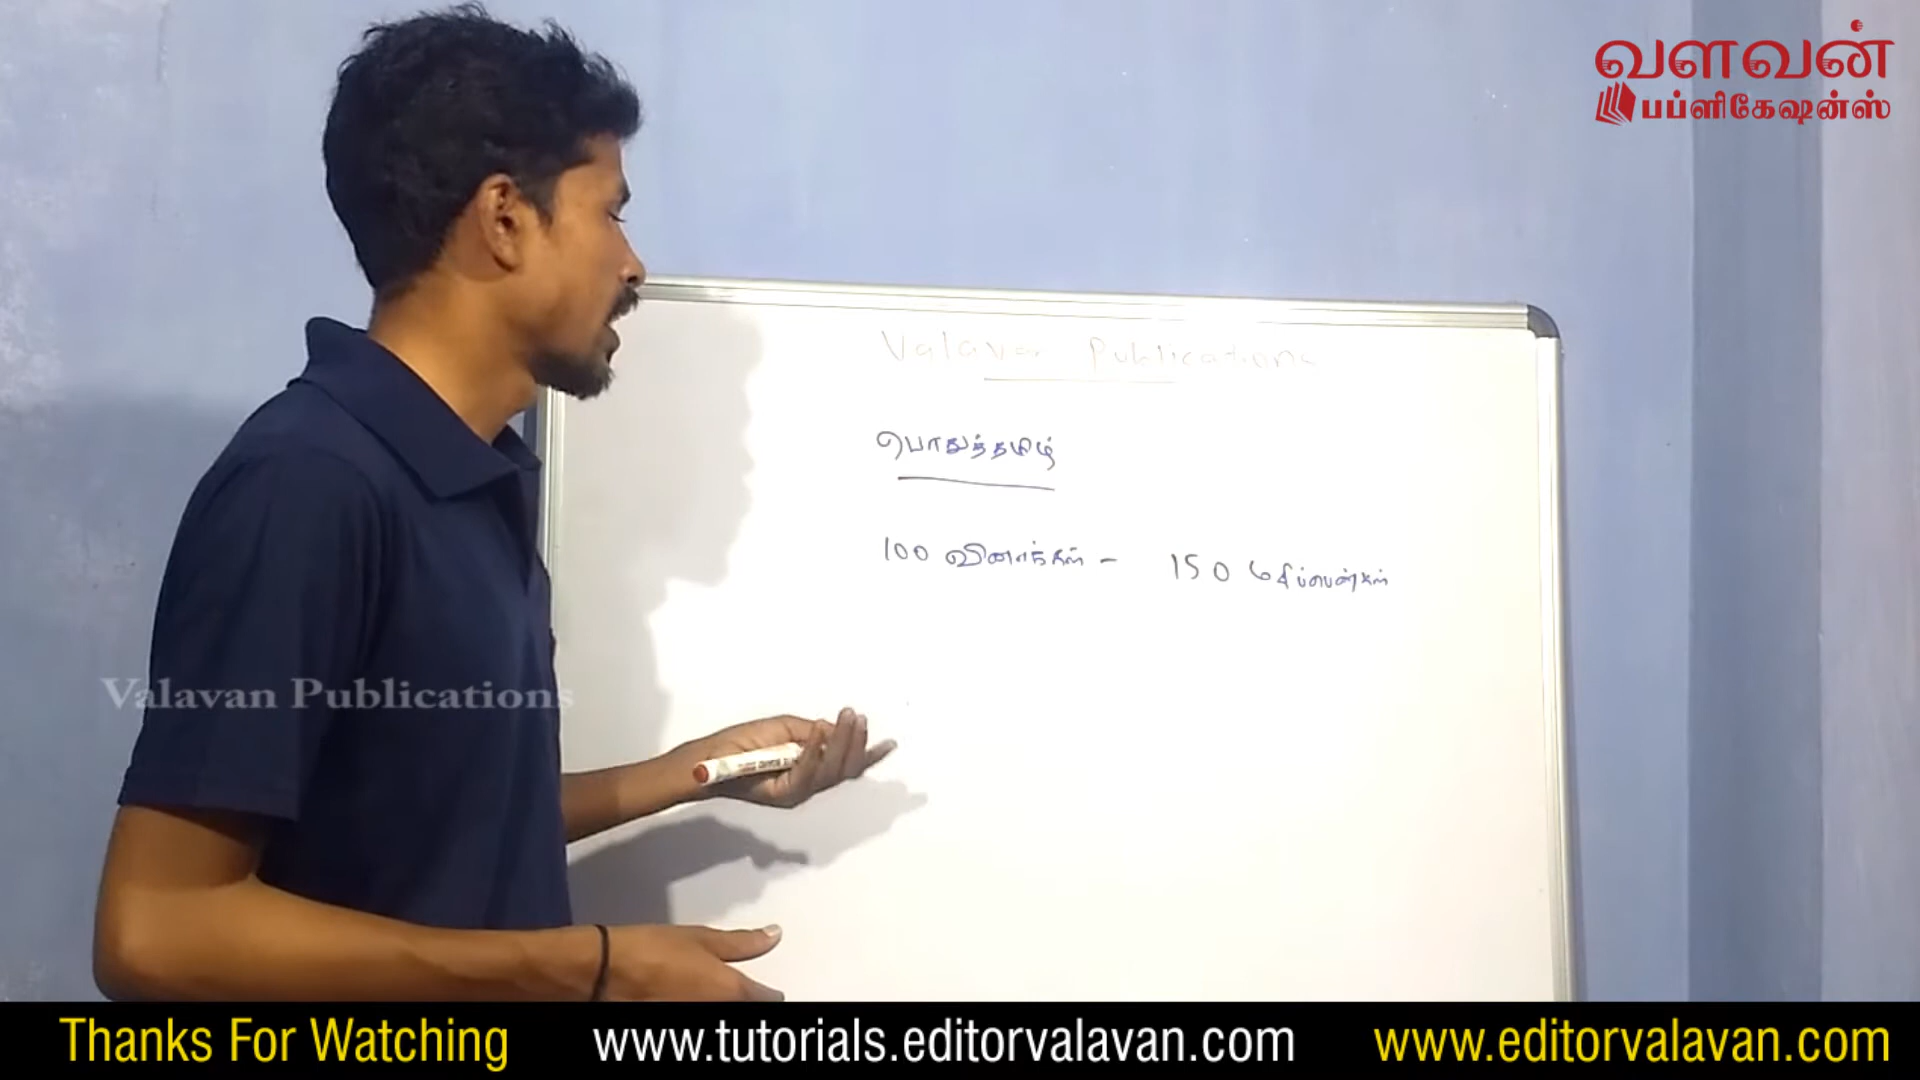 வளவன்
பப்ளிகேஷன்ஸ்
Valavan Publications
பொதுத்தமிழ்
100 வினாக்கள் - 150 மதிப்பெண்கள்
Valavan Publications
Thanks For Watching www.tutorials.editorvalavan.com www.editorvalavan.com